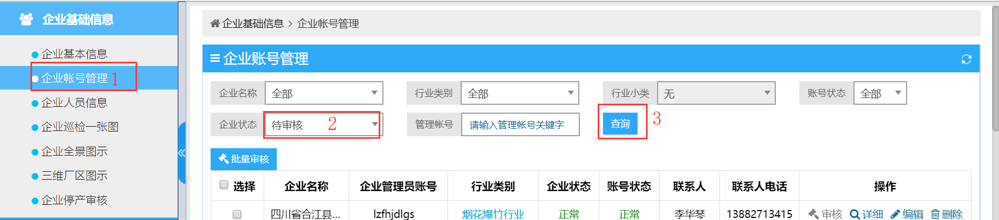 企业基础信息
企业基本信息
企业帐号管理 1
企业人员信息
企业巡检一张图
企业全景图示
三维厂区图示
企业停产审核
企业基础信息 > 企业帐号管理
企业账号管理
企业名称 全部 行业类别 全部 行业小类 无 账号状态 全部
企业状态 待审核 2 管理帐号 请输入管理帐号关键字 查询 3
批量审核
选择 企业名称 企业管理员账号 行业类别 企业状态 账号状态 联系人 联系人电话 操作
四川省合江县... lzfhjdlgs 烟花爆竹行业 正常 正常 李华琴 13882713415 审核 详细 编辑 删除